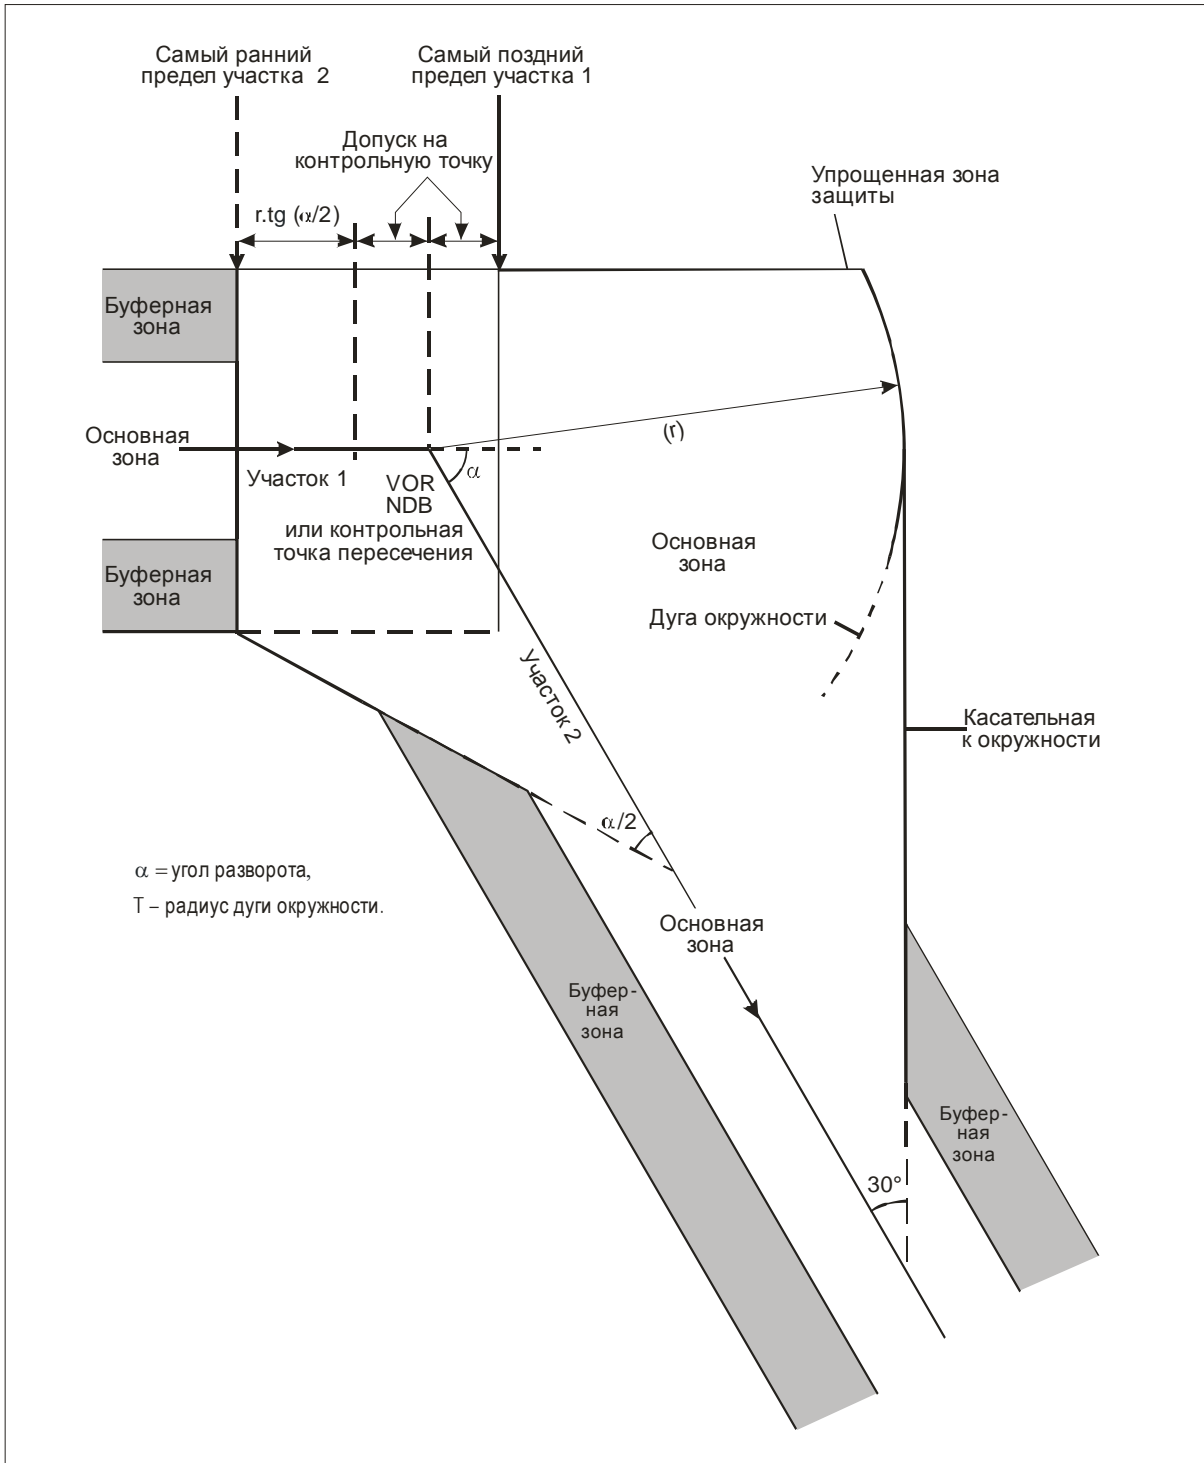 Самый ранний
предел участка 2
Самый поздний
предел участка 1
Допуск на
контрольную точку
r.tg (α/2)
Упрощенная зона
защиты
Буферная
зона
Основная
зона
Участок 1
(r)
α
VOR
NDB
или контрольная
точка пересечения
Основная
зона
Буферная
зона
Дуга окружности
Участок 2
Касательная
к окружности
α/2
α = угол разворота,
T – радиус дуги окружности.
Основная
зона
Буфер-
ная
зона
Буфер-
ная
зона
30°